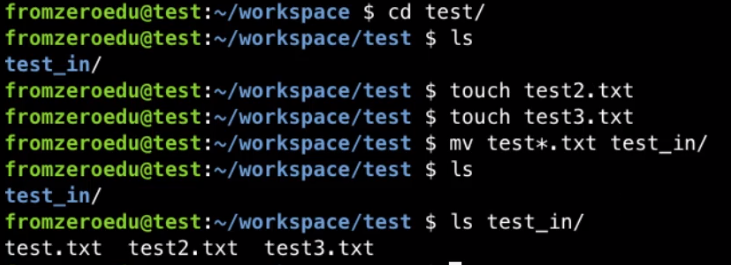 fromzeroedu@test:~/workspace $ cd test/
fromzeroedu@test:~/workspace/test $ ls
test_in/
fromzeroedu@test:~/workspace/test $ touch test2.txt
fromzeroedu@test:~/workspace/test $ touch test3.txt
fromzeroedu@test:~/workspace/test $ mv test*.txt test_in/
fromzeroedu@test:~/workspace/test $ ls
test_in/
fromzeroedu@test:~/workspace/test $ ls test_in/
test.txt  test2.txt  test3.txt